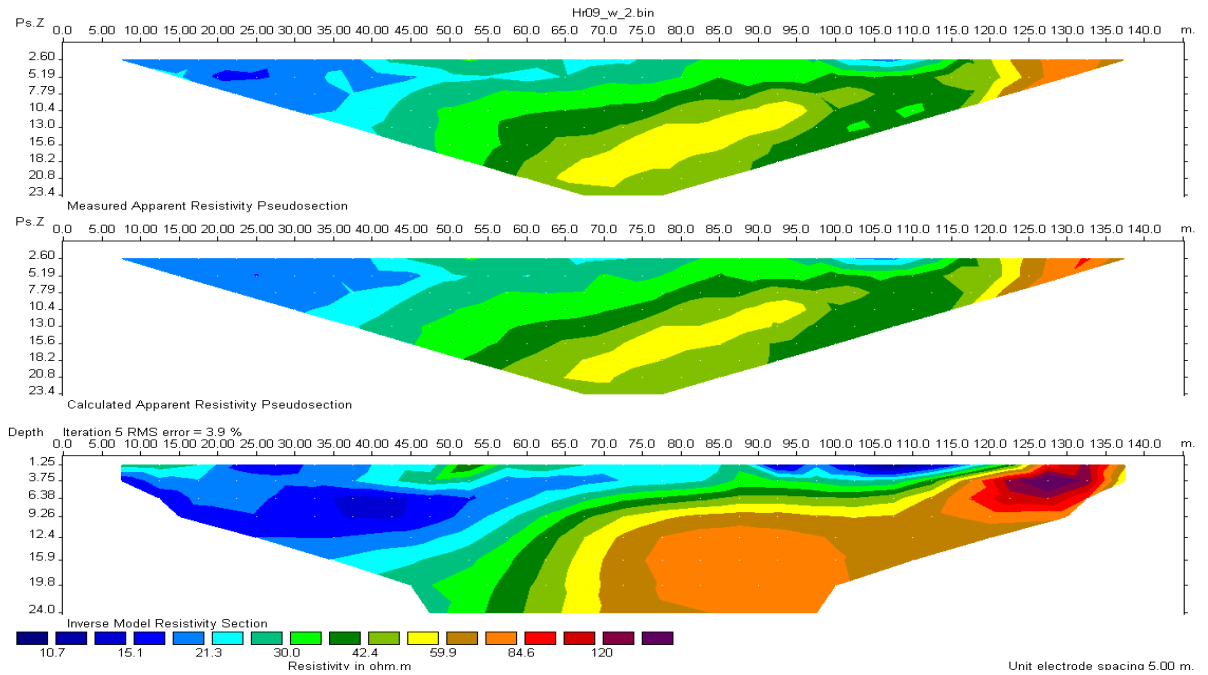 Hr09_w_2.bin
Ps.Z 0.0 5.00 10.00 15.00 20.00 25.00 30.00 35.00 40.00 45.00 50.0 55.0 60.0 65.0 70.0 75.0 80.0 85.0 90.0 95.0 100.0 105.0 110.0 115.0 120.0 125.0 130.0 135.0 140.0 m.
2.60
5.19
7.79
10.4
13.0
15.6
18.2
20.8
23.4
Measured Apparent Resistivity Pseudosection
Ps.Z 0.0 5.00 10.00 15.00 20.00 25.00 30.00 35.00 40.00 45.00 50.0 55.0 60.0 65.0 70.0 75.0 80.0 85.0 90.0 95.0 100.0 105.0 110.0 115.0 120.0 125.0 130.0 135.0 140.0 m.
2.60
5.19
7.79
10.4
13.0
15.6
18.2
20.8
23.4
Calculated Apparent Resistivity Pseudosection
Depth Iteration 5 RMS error = 3.9 %
0.0 5.00 10.00 15.00 20.00 25.00 30.00 35.00 40.00 45.00 50.0 55.0 60.0 65.0 70.0 75.0 80.0 85.0 90.0 95.0 100.0 105.0 110.0 115.0 120.0 125.0 130.0 135.0 140.0 m.
1.25
3.75
6.38
9.26
12.4
15.9
19.8
24.0
Inverse Model Resistivity Section
10.7 15.1 21.3 30.0 42.4 59.9 84.6 120
Resistivity in ohm.m
Unit electrode spacing 5.00 m.